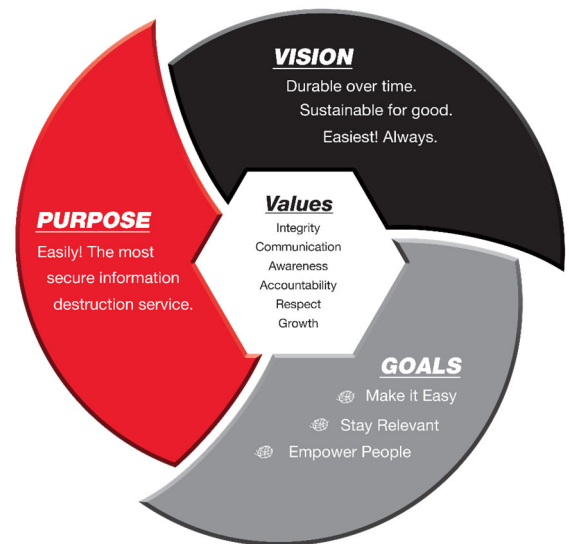 VISION
Durable over time.
Sustainable for good.
Easiest! Always.
PURPOSE
Easily! The most
secure information
destruction service.
Values
Integrity
Communication
Awareness
Accountability
Respect
Growth
GOALS
Make it Easy
Stay Relevant
Empower People